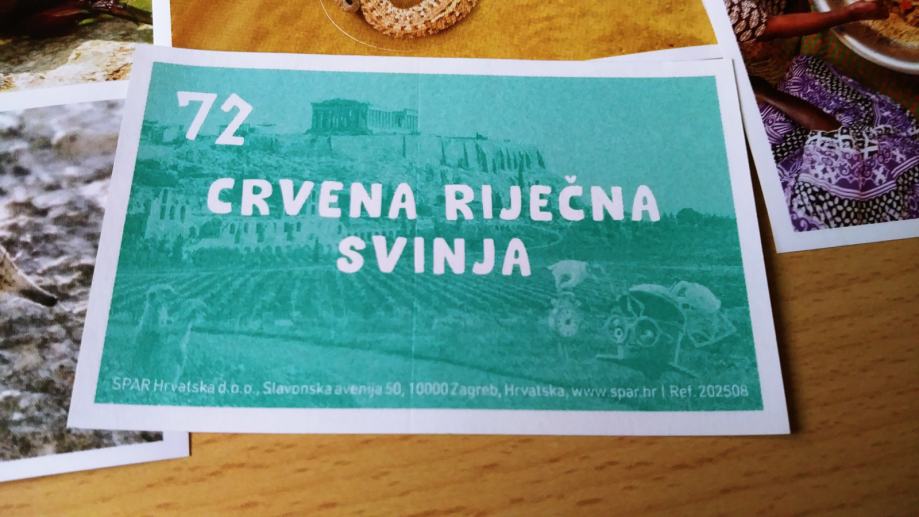 72
CRVENA RIJEČNA
SVINJA
SPAR Hrvatska d.o.o., Slavonska avenija 50, 10000 Zagreb, Hrvatska, www.spar.hr | Ref. 202508